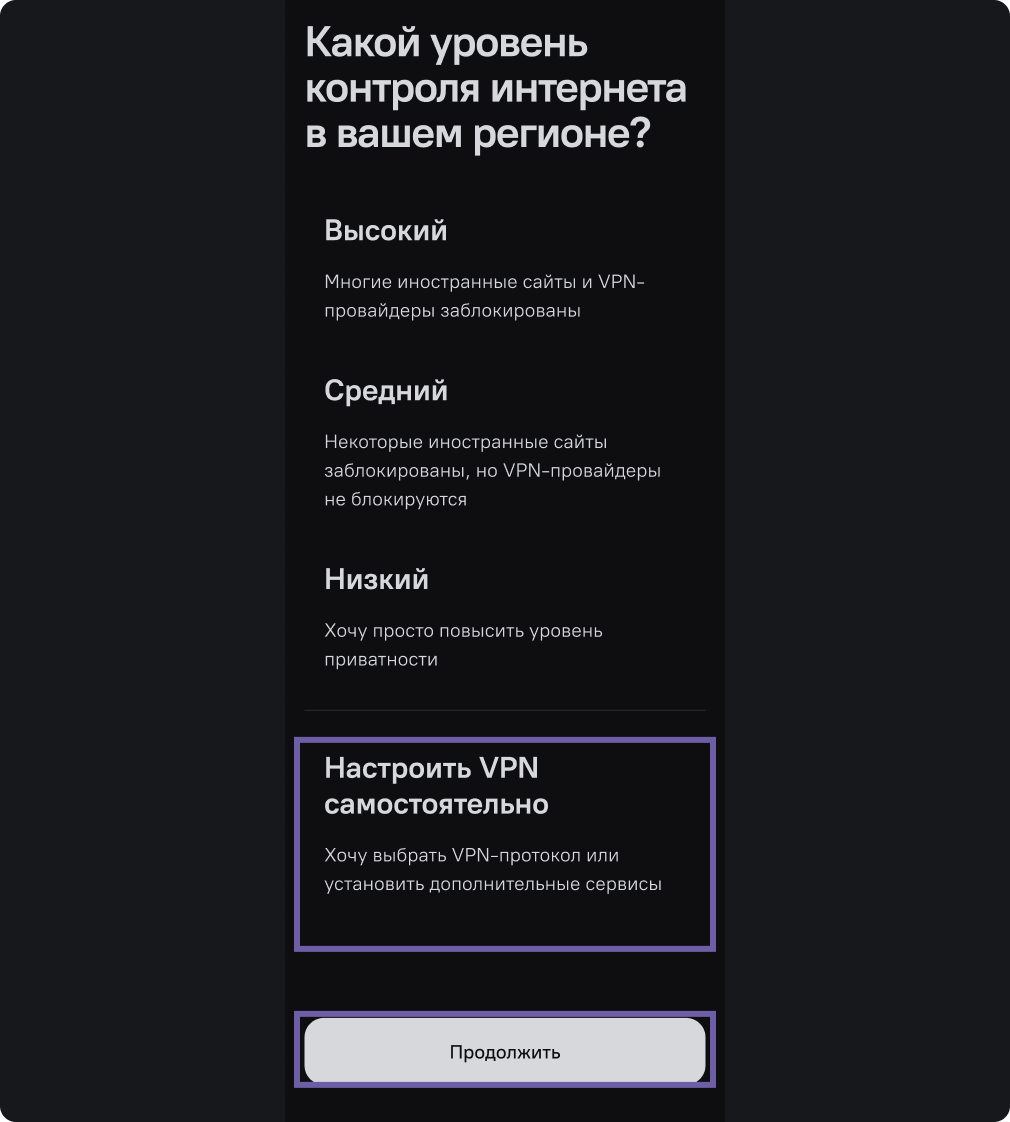 Какой уровень
контроля интернета
в вашем регионе?
Высокий
Многие иностранные сайты и VPN-
провайдеры заблокированы
Средний
Некоторые иностранные сайты
заблокированы, но VPN-провайдеры
не блокируются
Низкий
Хочу просто повысить уровень
приватности
Настроить VPN
самостоятельно
Хочу выбрать VPN-протокол или
установить дополнительные сервисы
Продолжить